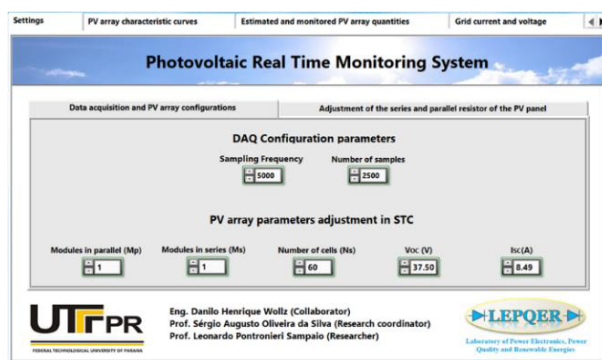 Settings
PV array characteristic curves
Estimated and monitored PV array quantities
Grid current and voltage
Photovoltaic Real Time Monitoring System
Data acquisition and PV array configurations
Adjustment of the series and parallel resistor of the PV panel
DAQ Configuration parameters
Sampling Frequency
Number of samples
5000
2500
PV array parameters adjustment in STC
Modules in parallel (Mp)
Modules in series (Ms)
Number of cells (Ns)
Voc (V)
Isc(A)
1
1
60
37.50
8.49
UTFPR
FEDERAL TECHNOLOGICAL UNIVERSITY OF PARANÁ
Eng. Danilo Henrique Wollz (Collaborator)
Prof. Sérgio Augusto Oliveira da Silva (Research coordinator)
Prof. Leonardo Pontronieri Sampaio (Researcher)
LEPQER
Laboratory of Power Electronics, Power
Quality and Renewable Energies